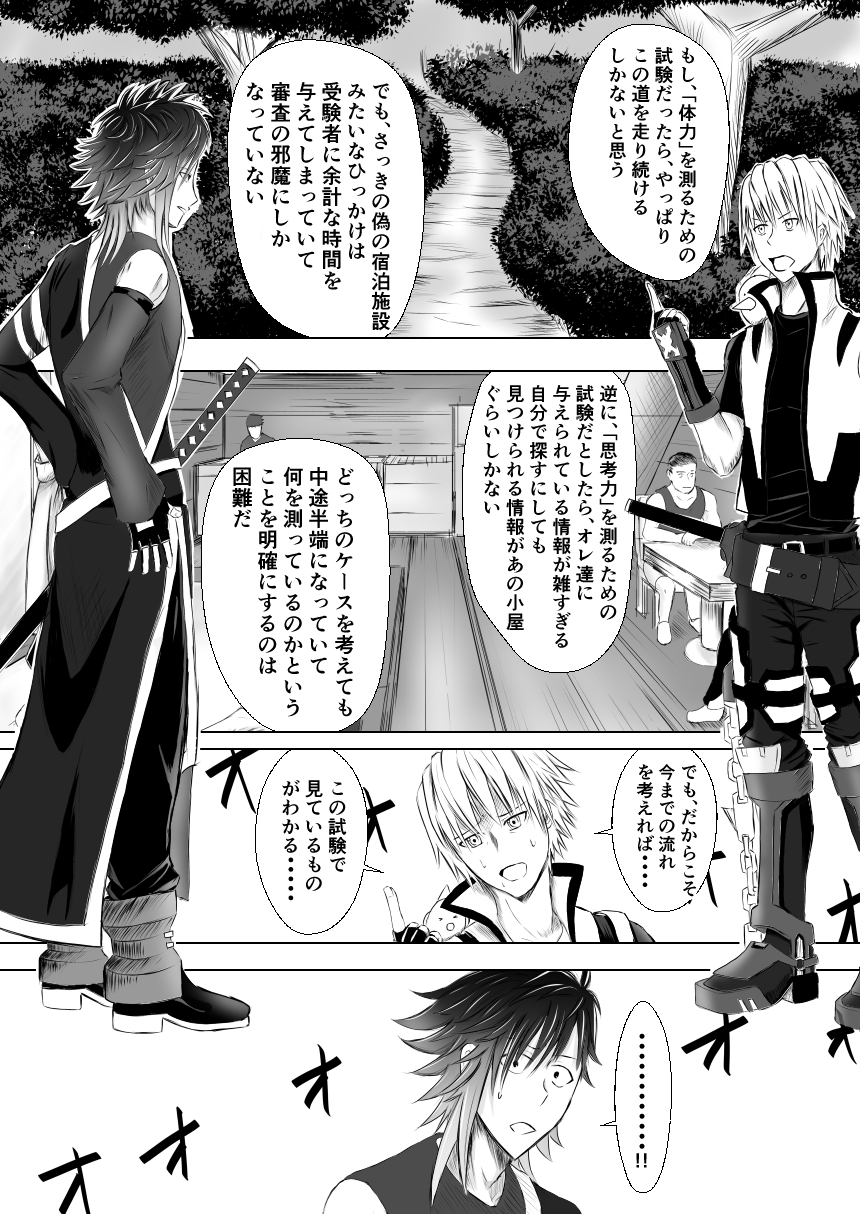 もし、「体力」を測るための
試験だったら、やっぱり
この道を走り続ける
しかないと思う
でも、さっきの偽の宿泊施設
みたいなひっかけは
受験者に余計な時間を
与えてしまっていて
審査の邪魔にしか
なっていない
逆に、「思考力」を測るための
試験だとしたら、オレ達に
与えられている情報が雑すぎる
自分で探すにしても
見つけられる情報があの小屋
ぐらいしかない
どっちのケースを考えても
中途半端になっていて
何を測っているのかという
ことを明確にするのは
困難だ
でも、だからこそ、
今までの流れ
を考えれば・・・・
この試験で
見ているもの
がわかる・・・・
オ
オ
オ
オ
オ
・・・・・・・・・・・・!!
オ
オ
オ
オ